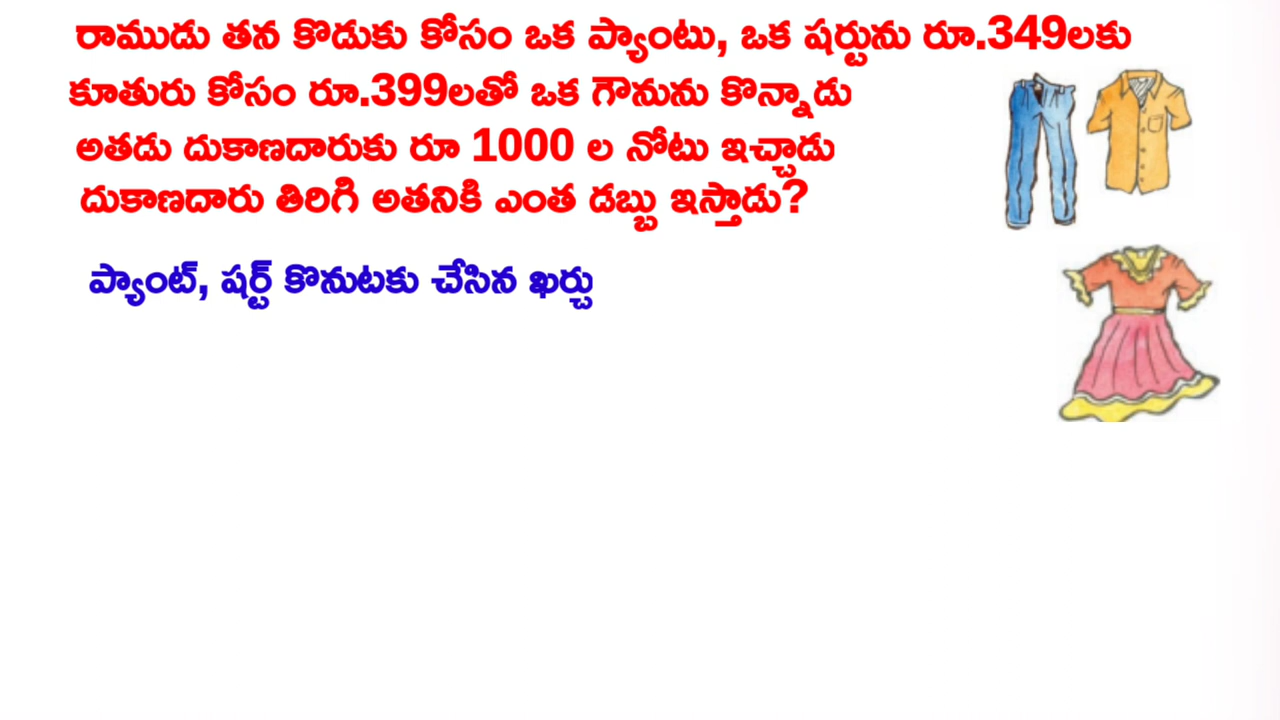 రాముడు తన కొడుకు కోసం ఒక ప్యాంటు, ఒక షర్టును రూ.349లకు
కూతురు కోసం రూ.399లతో ఒక గౌనును కొన్నాడు
అతడు దుకాణదారుకు రూ 1000 ల నోటు ఇచ్చాడు
దుకాణదారు తిరిగి అతనికి ఎంత డబ్బు ఇస్తాడు?
ప్యాంట్, షర్ట్ కొనుటకు చేసిన ఖర్చు